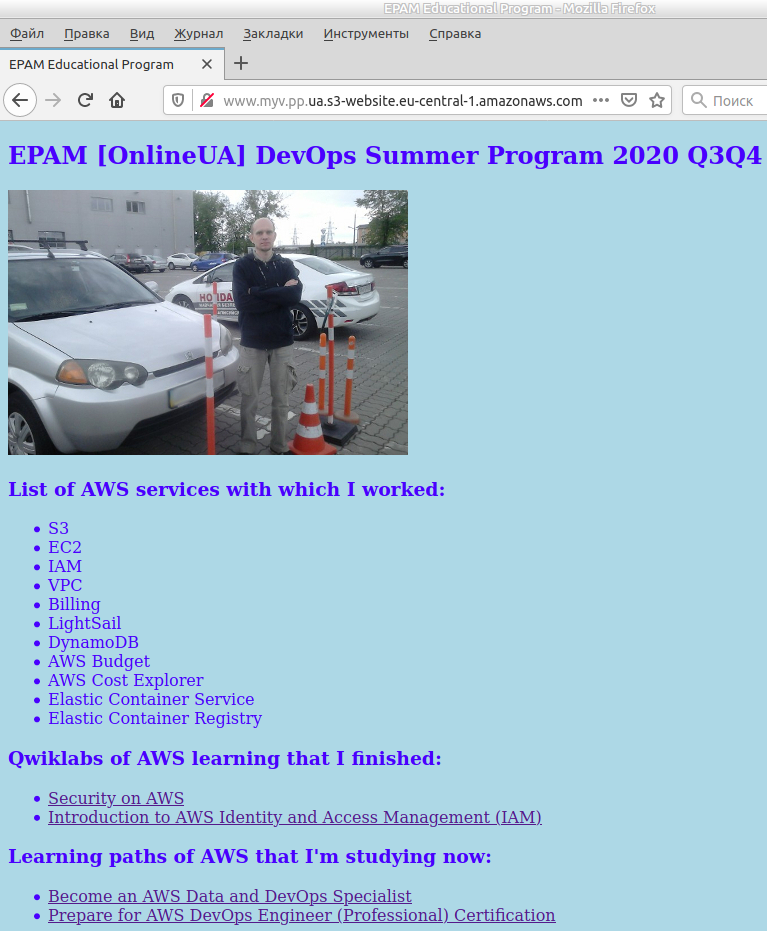 EPAM Educational Program - Mozilla Firefox
Файл Правка Вид Журнал Закладки Инструменты Справка
EPAM Educational Program
www.myv.pp.ua.s3-website.eu-central-1.amazonaws.com
Поиск
EPAM [OnlineUA] DevOps Summer Program 2020 Q3Q4
List of AWS services with which I worked:
S3
EC2
IAM
VPC
Billing
LightSail
DynamoDB
AWS Budget
AWS Cost Explorer
Elastic Container Service
Elastic Container Registry
Qwiklabs of AWS learning that I finished:
Security on AWS
Introduction to AWS Identity and Access Management (IAM)
Learning paths of AWS that I'm studying now:
Become an AWS Data and DevOps Specialist
Prepare for AWS DevOps Engineer (Professional) Certification